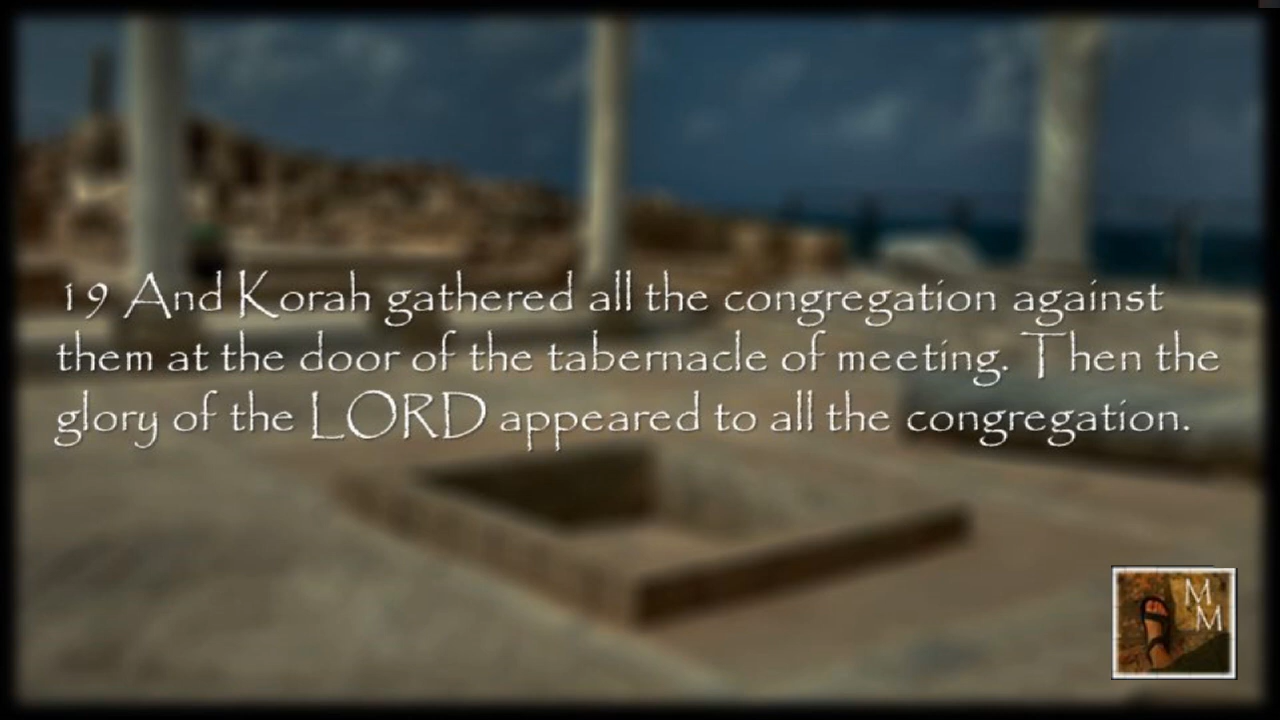 19 And Korah gathered all the congregation against
them at the door of the tabernacle of meeting. Then the
glory of the LORD appeared to all the congregation.
M
M